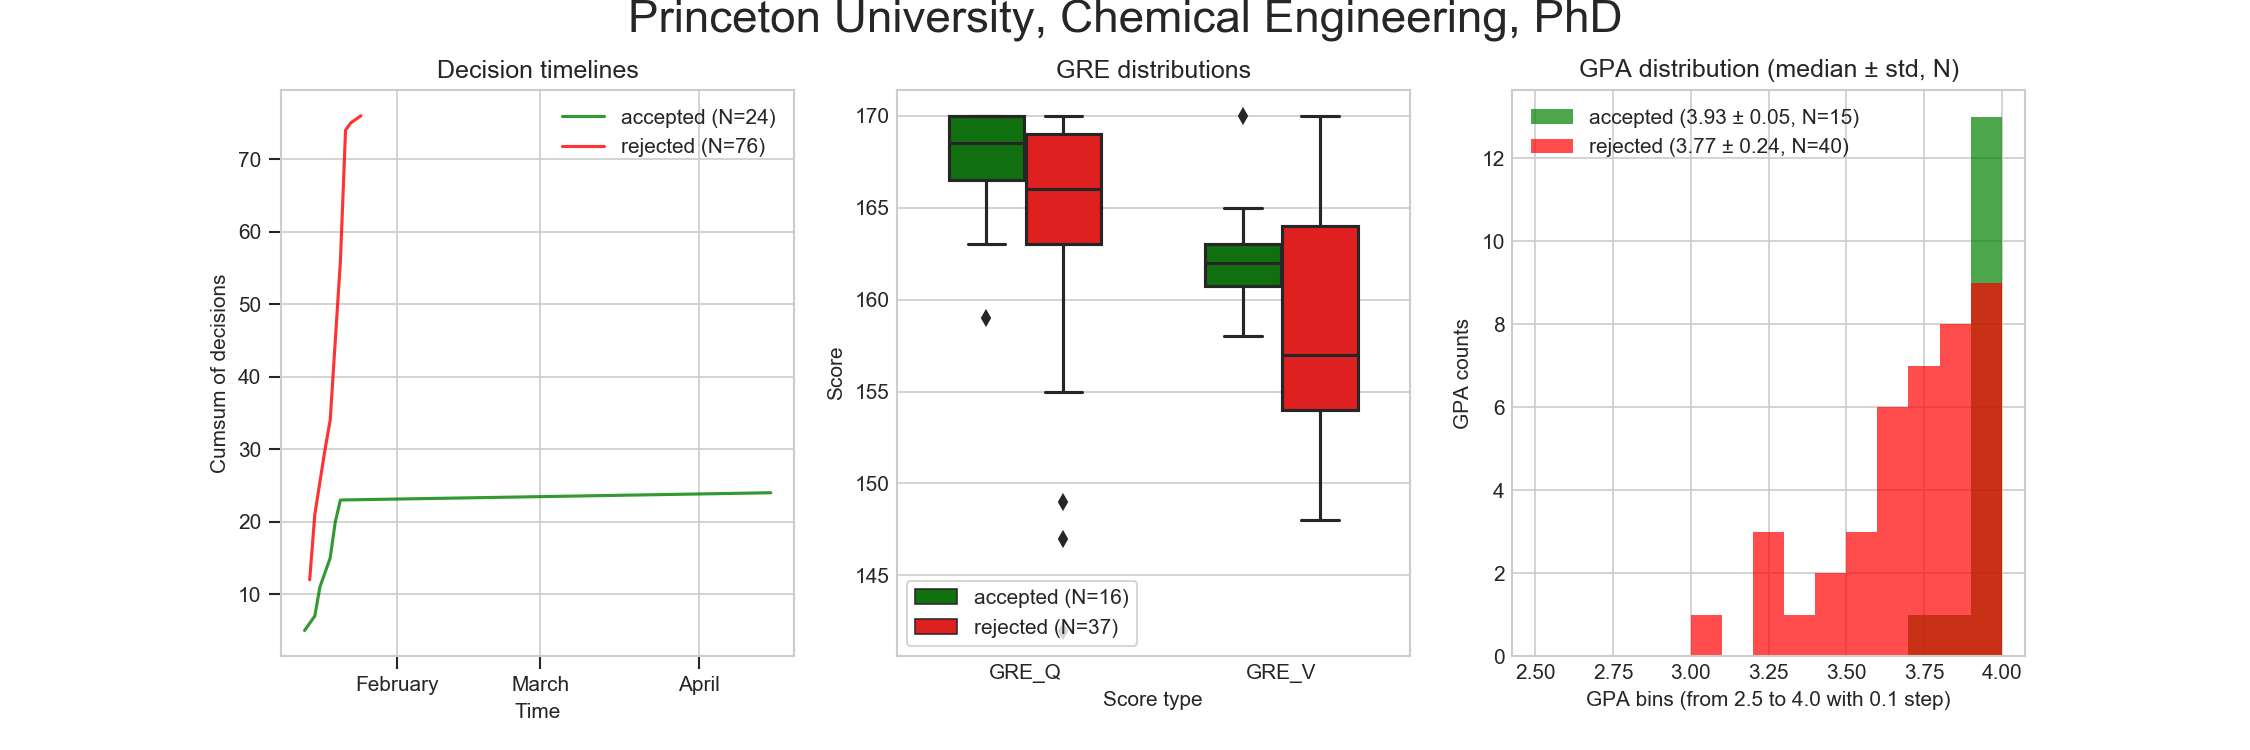 Princeton University, Chemical Engineering, PhD
Decision timelines
accepted (N=24)
rejected (N=76)
70
60
50
40
30
20
10
Cumsum of decisions
February March April
Time
GRE distributions
170
165
160
155
150
145
Score
accepted (N=16)
rejected (N=37)
GRE_Q GRE_V
Score type
GPA distribution (median ± std, N)
accepted (3.93 ± 0.05, N=15)
rejected (3.77 ± 0.24, N=40)
12
10
8
6
4
2
0
GPA counts
2.50 2.75 3.00 3.25 3.50 3.75 4.00
GPA bins (from 2.5 to 4.0 with 0.1 step)